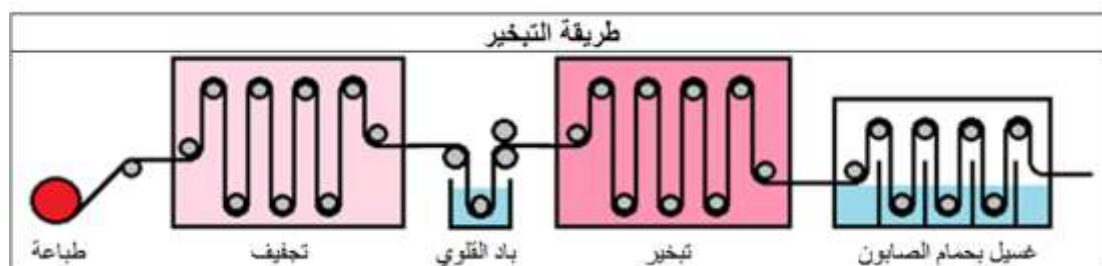 طريقة التبخير
طباعة
تجفيف
باد القلوي
تبخير
غسيل بحمام الصابون